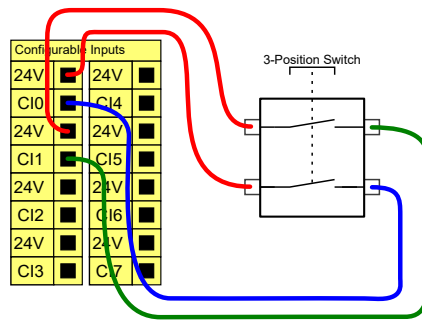 Configurable Inputs
3-Position Switch
24V 24V
CI0 CI4
24V 24V
CI1 CI5
24V 24V
CI2 CI6
24V 24V
CI3 CI7